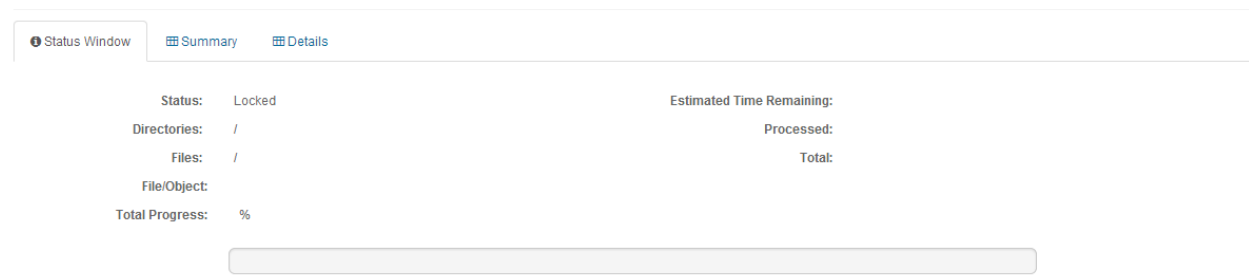 Status Window Summary Details
Status: Locked Estimated Time Remaining:
Directories: / Processed:
Files: / Total:
File/Object:
Total Progress: %